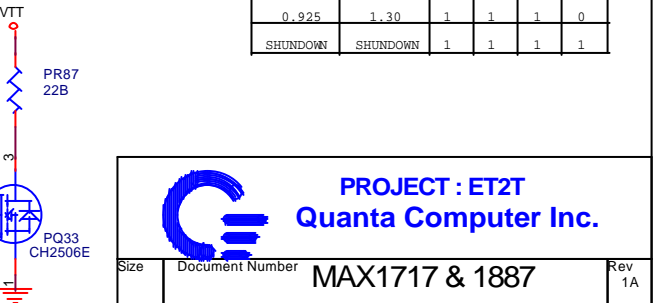 VTT
0.925 1.30 1 1 1 0
SHUNDOWN SHUNDOWN 1 1 1 1
PR87
22B
3
PQ33
CH2506E
1
PROJECT : ET2T
Quanta Computer Inc.
Size Document Number Rev
MAX1717 & 1887 1A